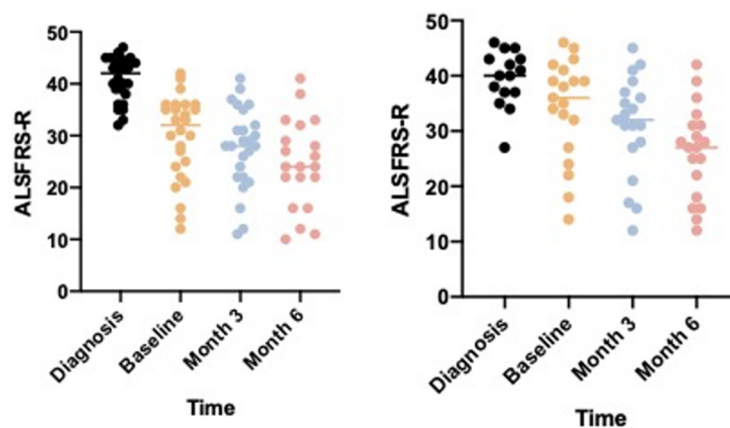 50
40
30
20
10
0
ALSFRS-R
Diagnosis
Baseline
Month 3
Month 6
Time
50
40
30
20
10
0
ALSFRS-R
Diagnosis
Baseline
Month 3
Month 6
Time